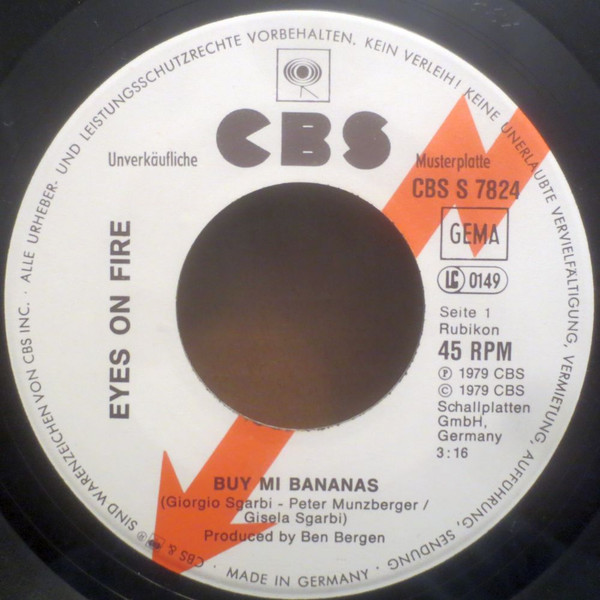 ALLE URHEBER- UND LEISTUNGSSCHUTZRECHTE VORBEHALTEN, KEIN VERLEIH! KEINE UNERLAUBTE VERVIELFÄLTIGUNG, VERMIETUNG, AUFFÜHRUNG, SENDUNG
CBS
Unverkäufliche
Musterplatte
CBS S 7824
GEMA
LC 0149
Seite 1
Rubikon
45 RPM
℗ 1979 CBS
© 1979 CBS
Schallplatten
GmbH,
Germany
3:16
EYES ON FIRE
BUY MI BANANAS
(Giorgio Sgarbi - Peter Munzberger /
Gisela Sgarbi)
Produced by Ben Bergen
CBS & ® SIND WARENZEICHEN VON CBS INC. ·
· MADE IN GERMANY ·